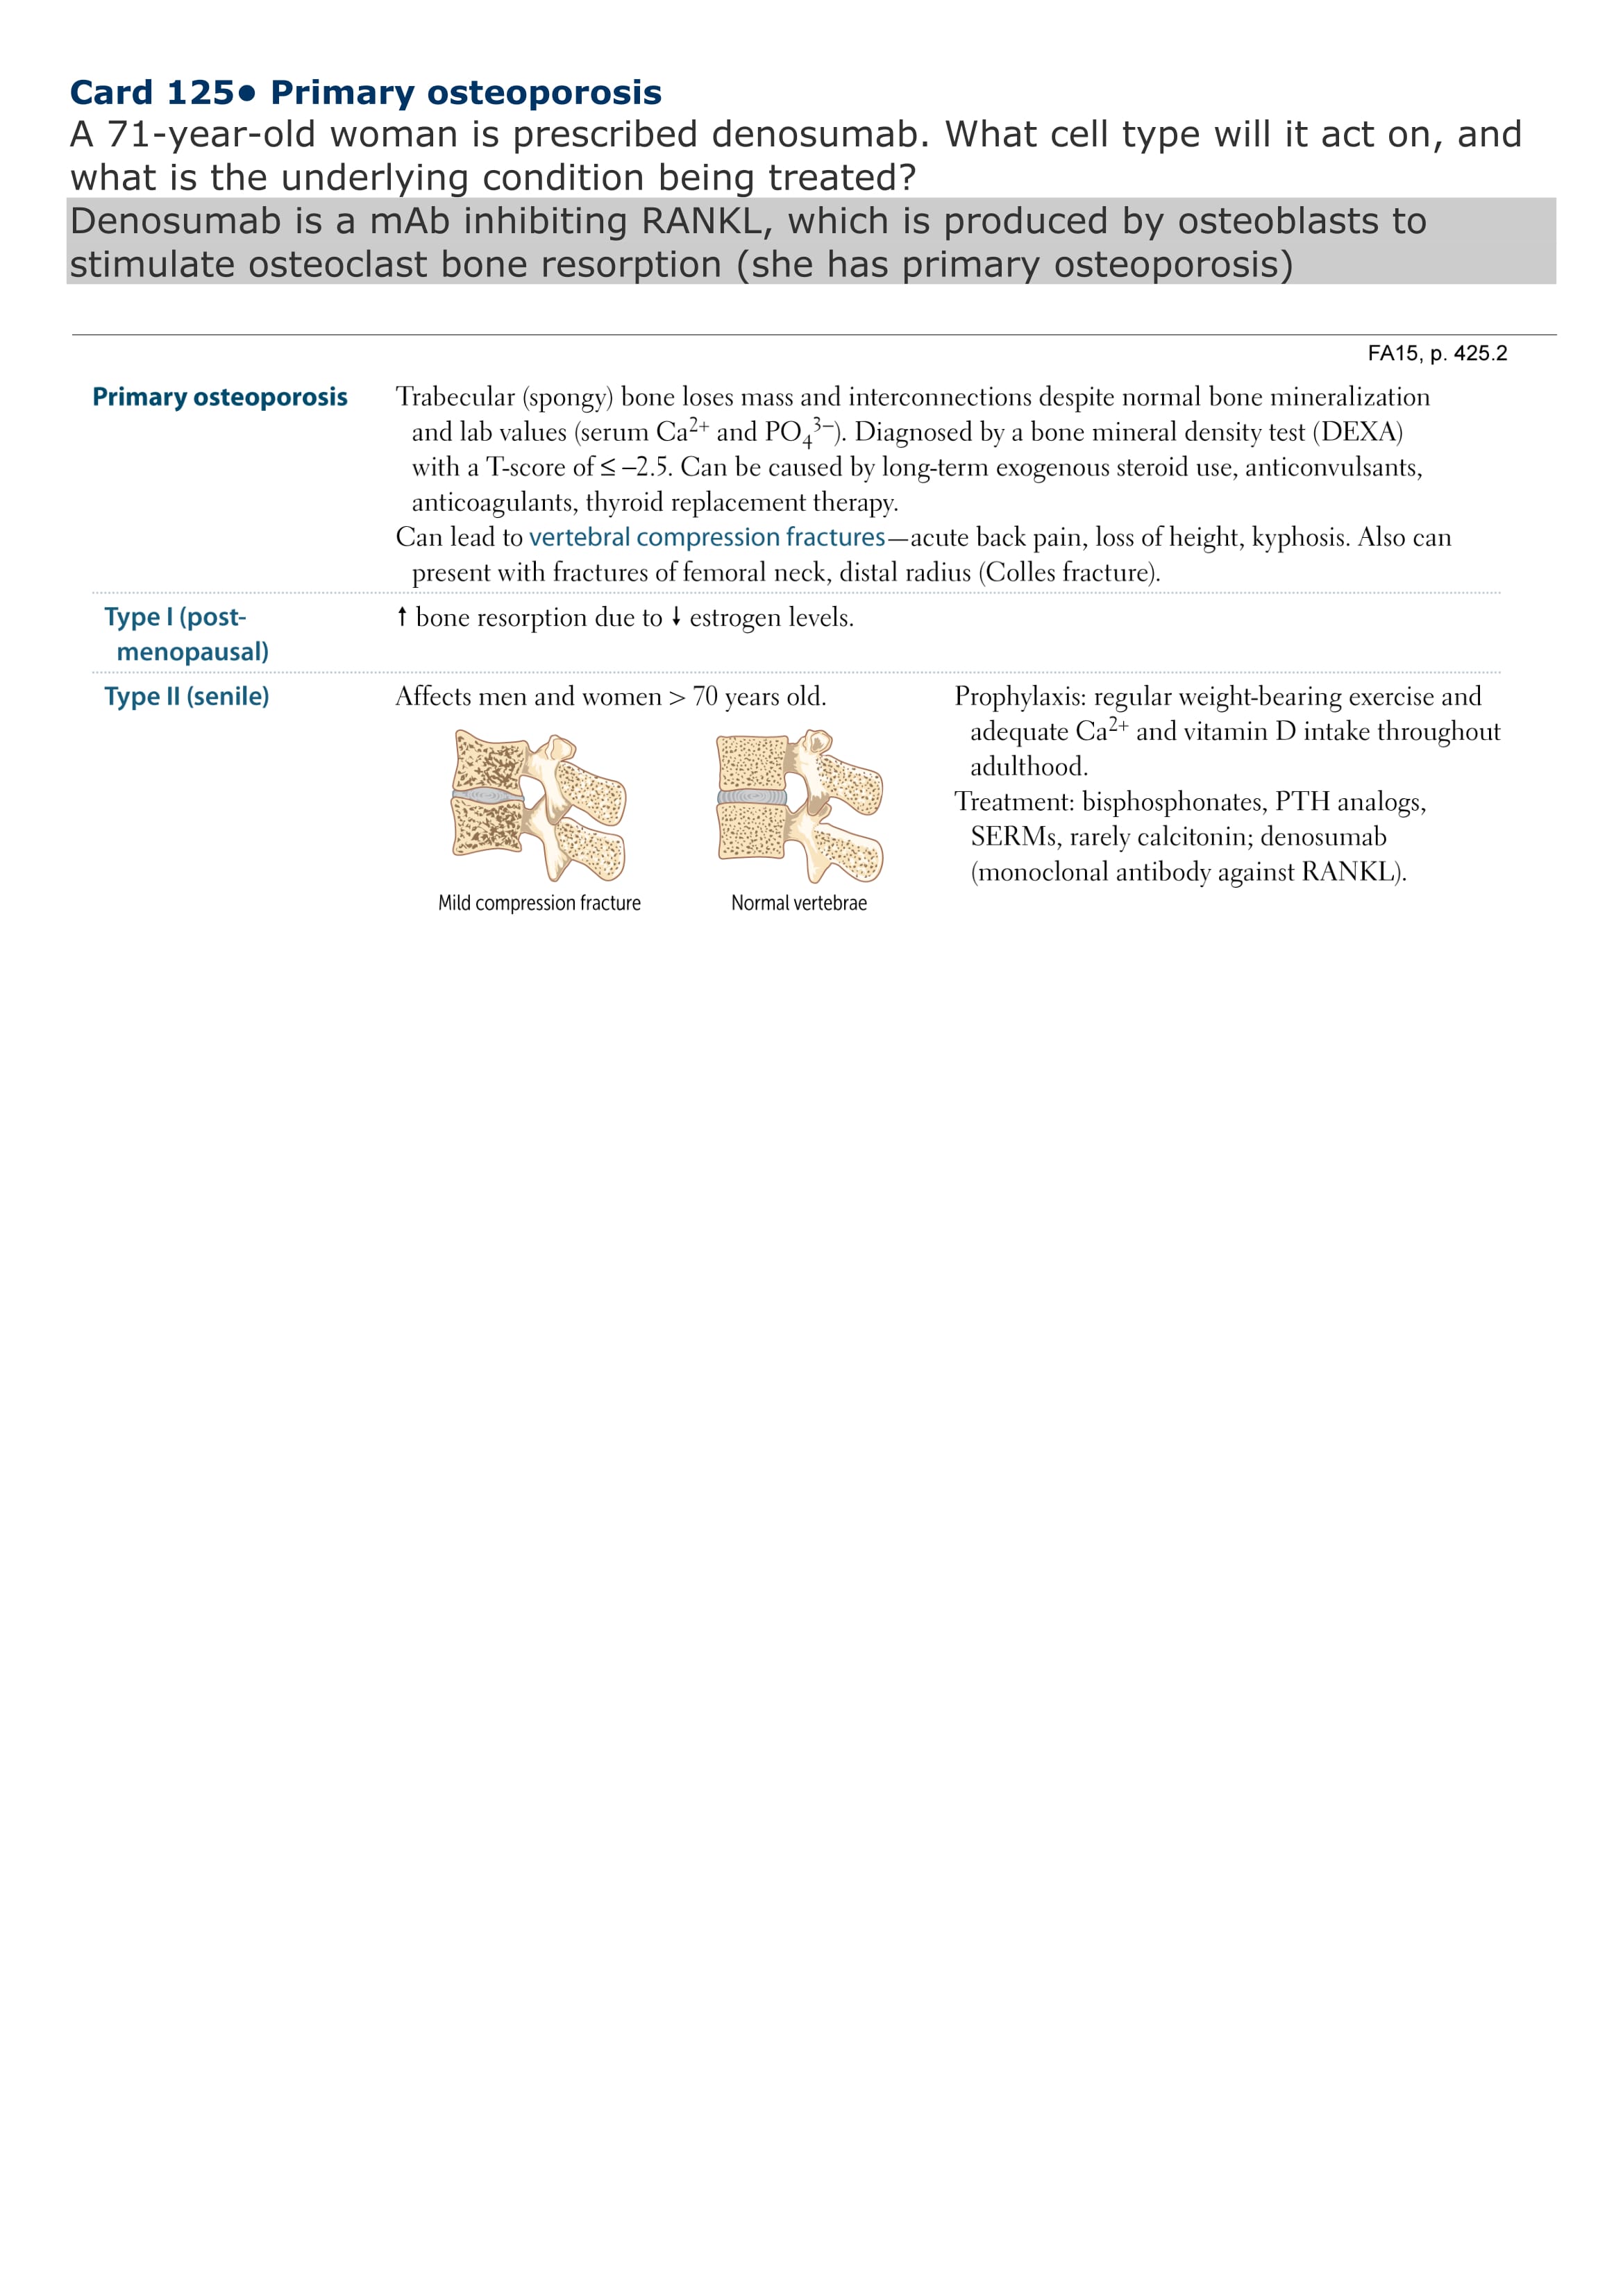 Card 125• Primary osteoporosis
A 71-year-old woman is prescribed denosumab. What cell type will it act on, and
what is the underlying condition being treated?
Denosumab is a mAb inhibiting RANKL, which is produced by osteoblasts to
stimulate osteoclast bone resorption (she has primary osteoporosis)
FA15, p. 425.2
Primary osteoporosis
Trabecular (spongy) bone loses mass and interconnections despite normal bone mineralization
and lab values (serum Ca²⁺ and PO₄³⁻). Diagnosed by a bone mineral density test (DEXA)
with a T-score of ≤ –2.5. Can be caused by long-term exogenous steroid use, anticonvulsants,
anticoagulants, thyroid replacement therapy.
Can lead to vertebral compression fractures—acute back pain, loss of height, kyphosis. Also can
present with fractures of femoral neck, distal radius (Colles fracture).
Type I (post-
menopausal)
↑ bone resorption due to ↓ estrogen levels.
Type II (senile)
Affects men and women > 70 years old.
Mild compression fracture
Normal vertebrae
Prophylaxis: regular weight-bearing exercise and
adequate Ca²⁺ and vitamin D intake throughout
adulthood.
Treatment: bisphosphonates, PTH analogs,
SERMs, rarely calcitonin; denosumab
(monoclonal antibody against RANKL).